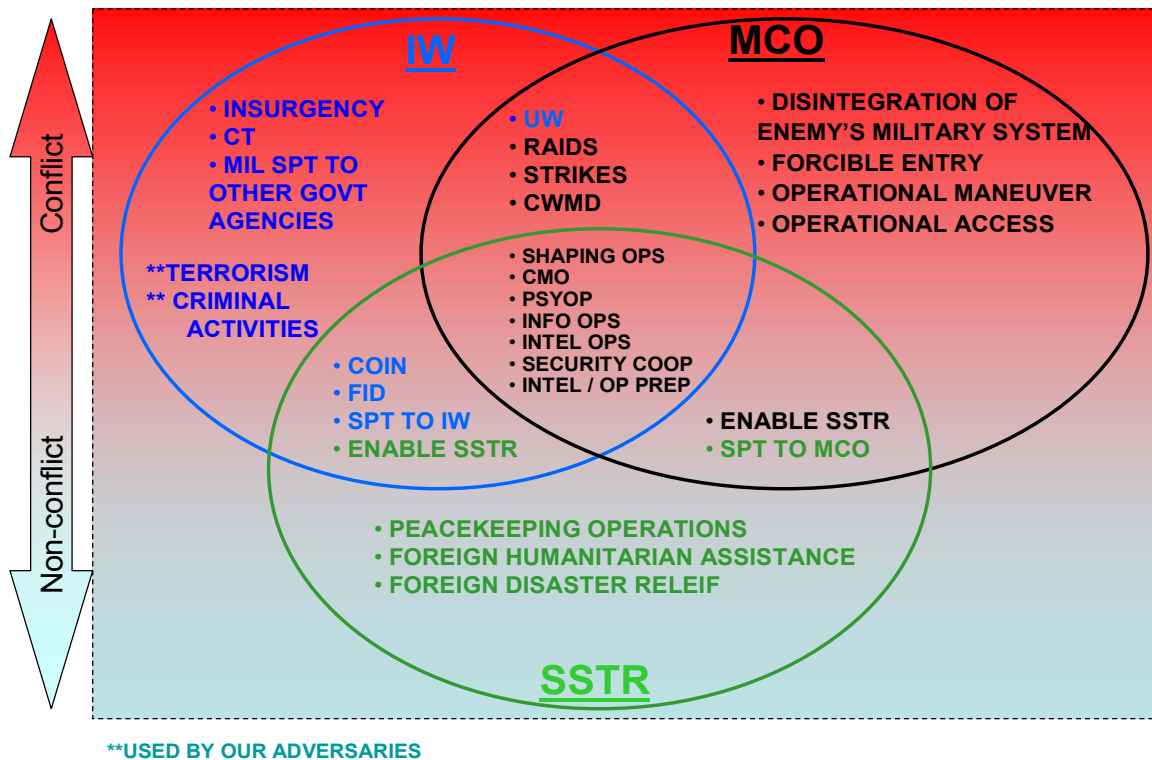 Conflict
Non-conflict
IW
• INSURGENCY
• CT
• MIL SPT TO
OTHER GOVT
AGENCIES
**TERRORISM
** CRIMINAL
ACTIVITIES
• UW
• RAIDS
• STRIKES
• CWMD
MCO
• DISINTEGRATION OF
ENEMY'S MILITARY SYSTEM
• FORCIBLE ENTRY
• OPERATIONAL MANEUVER
• OPERATIONAL ACCESS
• SHAPING OPS
• CMO
• PSYOP
• INFO OPS
• INTEL OPS
• SECURITY COOP
• INTEL / OP PREP
• COIN
• FID
• SPT TO IW
• ENABLE SSTR
• ENABLE SSTR
• SPT TO MCO
• PEACEKEEPING OPERATIONS
• FOREIGN HUMANITARIAN ASSISTANCE
• FOREIGN DISASTER RELEIF
SSTR
**USED BY OUR ADVERSARIES